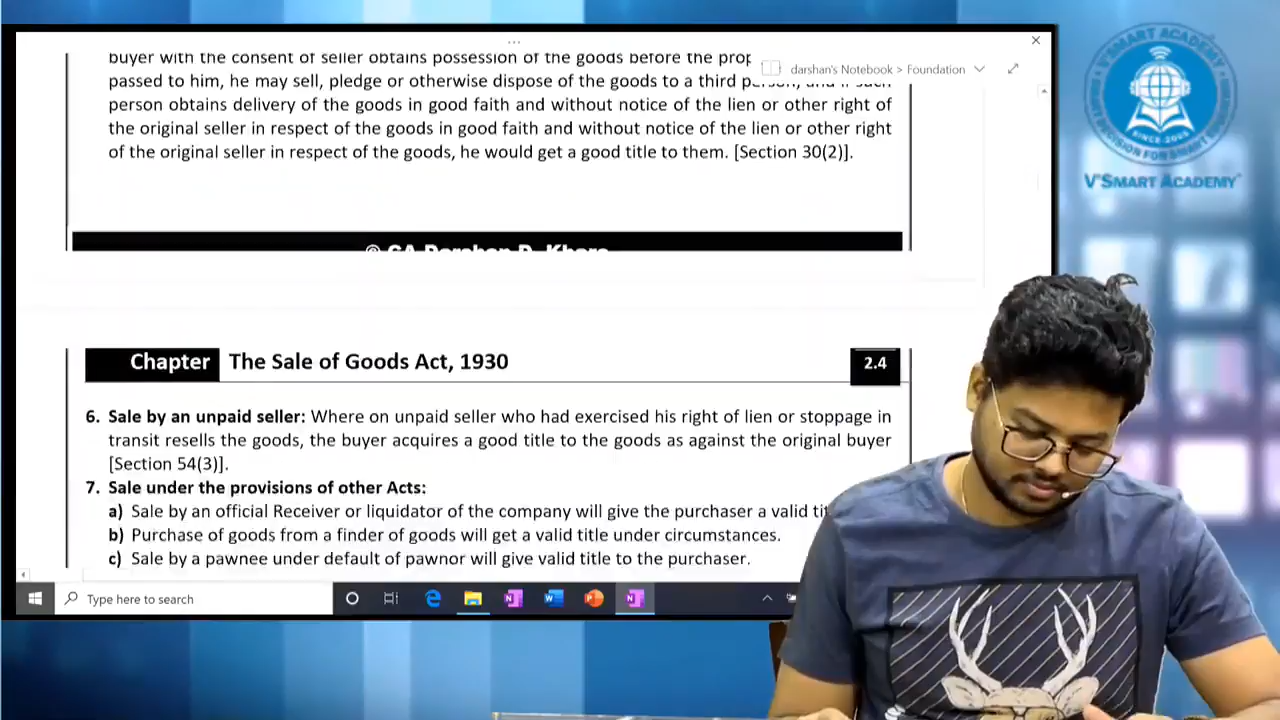 buyer with the consent of seller obtains possession of the goods before the
passed to him, he may sell, pledge or otherwise dispose of the goods to a third
darshan's Notebook > Foundation
person obtains delivery of the goods in good faith and without notice of the lien or other right of
the original seller in respect of the goods in good faith and without notice of the lien or other right
of the original seller in respect of the goods, he would get a good title to them. [Section 30(2)].
Chapter The Sale of Goods Act, 1930 2.4
6. Sale by an unpaid seller: Where on unpaid seller who had exercised his right of lien or stoppage in
transit resells the goods, the buyer acquires a good title to the goods as against the original buyer
[Section 54(3)].
7. Sale under the provisions of other Acts:
a) Sale by an official Receiver or liquidator of the company will give the purchaser a valid
b) Purchase of goods from a finder of goods will get a valid title under circumstances.
c) Sale by a pawnee under default of pawnor will give valid title to the purchaser.
Type here to search
V'SMART ACADEMY
SINCE 2005
V'SMART ACADEMY